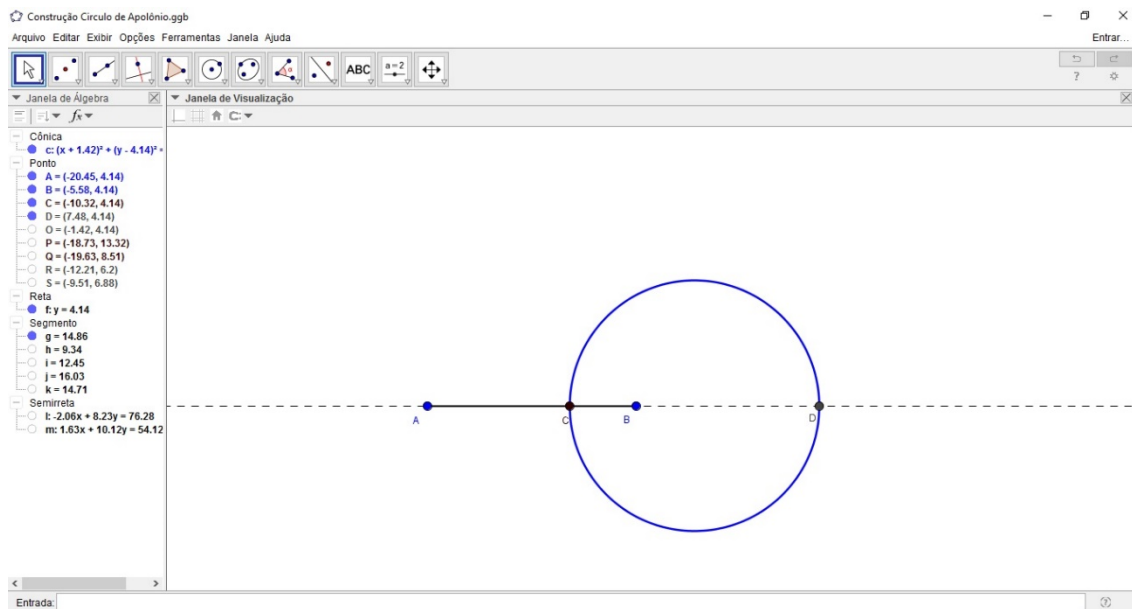 Construção Circulo de Apolônio.ggb
Arquivo Editar Exibir Opções Ferramentas Janela Ajuda
Entrar...
ABC
a = 2
Janela de Álgebra
Janela de Visualização
fx
Cônica
c: (x + 1.42)² + (y - 4.14)² =
Ponto
A = (-20.45, 4.14)
B = (-5.58, 4.14)
C = (-10.32, 4.14)
D = (7.48, 4.14)
O = (-1.42, 4.14)
P = (-18.73, 13.32)
Q = (-19.63, 8.51)
R = (-12.21, 6.2)
S = (-9.51, 6.88)
Reta
f: y = 4.14
Segmento
g = 14.86
h = 9.34
i = 12.45
j = 16.03
k = 14.71
Semirreta
l: -2.06x + 8.23y = 76.28
m: 1.63x + 10.12y = 54.12
A C B D
Entrada: